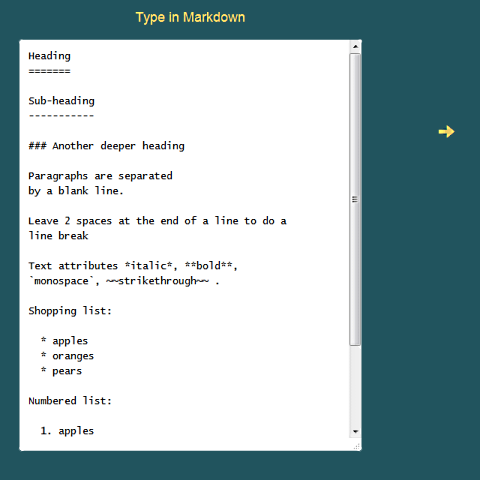 Type in Markdown
Heading
=======
Sub-heading
-----------
### Another deeper heading
Paragraphs are separated
by a blank line.
Leave 2 spaces at the end of a line to do a
line break
Text attributes *italic*, **bold**,
`monospace`, ~~strikethrough~~ .
Shopping list:
* apples
* oranges
* pears
Numbered list:
1. apples